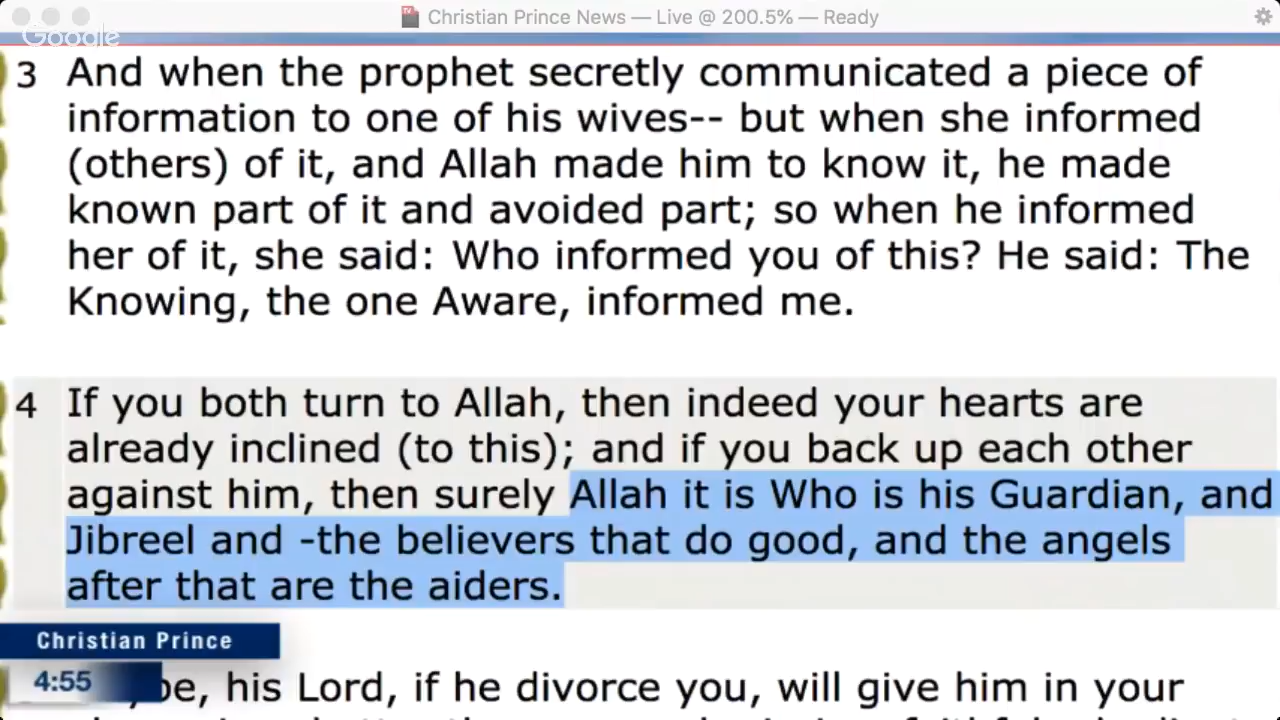 Christian Prince News — Live @ 200.5% — Ready
Google
3 And when the prophet secretly communicated a piece of
information to one of his wives-- but when she informed
(others) of it, and Allah made him to know it, he made
known part of it and avoided part; so when he informed
her of it, she said: Who informed you of this? He said: The
Knowing, the one Aware, informed me.
4 If you both turn to Allah, then indeed your hearts are
already inclined (to this); and if you back up each other
against him, then surely Allah it is Who is his Guardian, and
Jibreel and -the believers that do good, and the angels
after that are the aiders.
Christian Prince
4:55
his Lord, if he divorce you, will give him in your